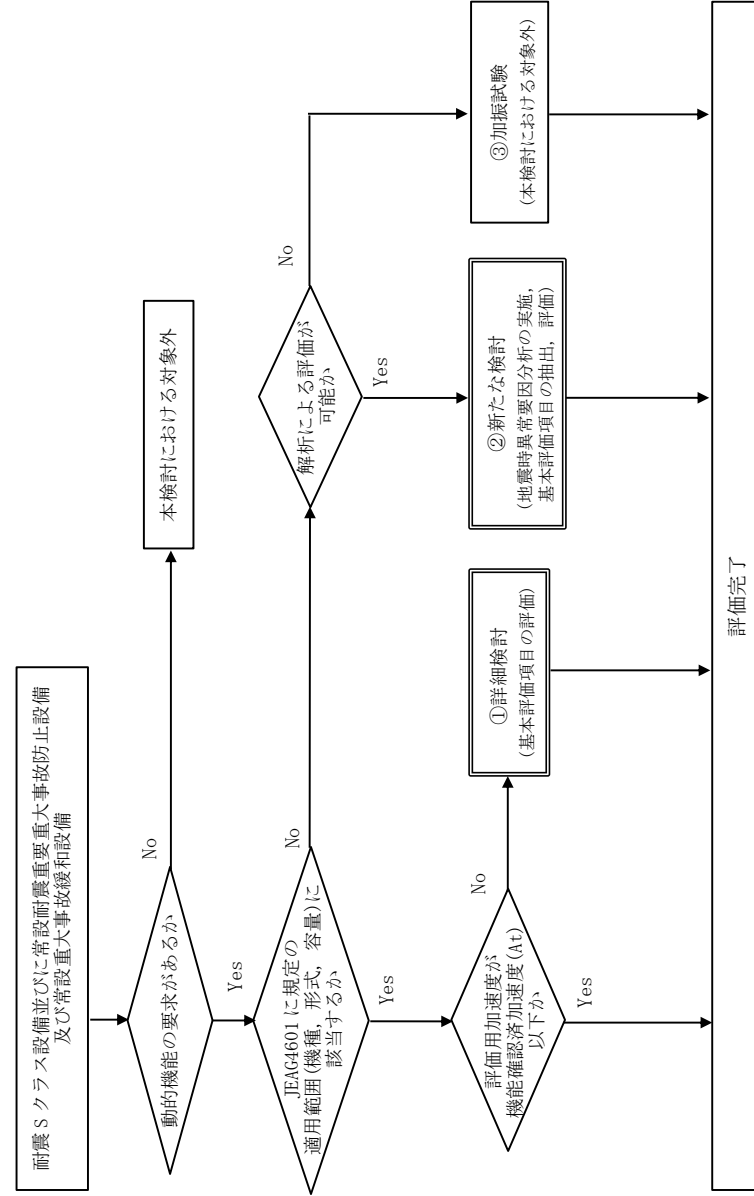 耐震Sクラス設備並びに常設耐震重要重大事故防止設備
及び常設重大事故緩和設備
動的機能の要求があるか
No
本検討における対象外
Yes
JEAG4601に規定の
適用範囲(機種，形式，容量)に
該当するか
No
解析による評価が
可能か
No
Yes
Yes
評価用加速度が
機能確認済加速度(At)
以下か
No
Yes
①詳細検討
(基本評価項目の評価)
②新たな検討
(地震時異常要因分析の実施，
基本評価項目の抽出，評価)
③加振試験
(本検討における対象外)
評価完了